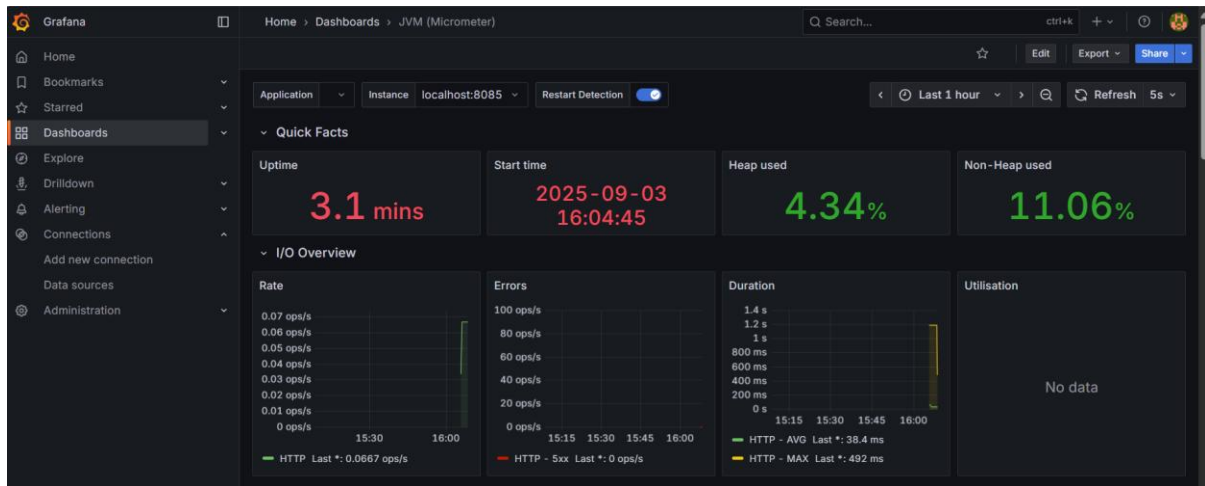 Grafana
Home › Dashboards › JVM (Micrometer)
Search...
ctrl+k
Home
Bookmarks
Starred
Dashboards
Explore
Drilldown
Alerting
Connections
Add new connection
Data sources
Administration
Edit
Export
Share
Application
Instance localhost:8085
Restart Detection
Last 1 hour
Refresh 5s
Quick Facts
Uptime
3.1 mins
Start time
2025-09-03
16:04:45
Heap used
4.34%
Non-Heap used
11.06%
I/O Overview
Rate
0.07 ops/s
0.06 ops/s
0.05 ops/s
0.04 ops/s
0.03 ops/s
0.02 ops/s
0.01 ops/s
0 ops/s
15:30 16:00
HTTP Last *: 0.0667 ops/s
Errors
100 ops/s
80 ops/s
60 ops/s
40 ops/s
20 ops/s
0 ops/s
15:15 15:30 15:45 16:00
HTTP - 5xx Last *: 0 ops/s
Duration
1.4 s
1.2 s
1 s
800 ms
600 ms
400 ms
200 ms
0 s
15:15 15:30 15:45 16:00
HTTP - AVG Last *: 38.4 ms
HTTP - MAX Last *: 492 ms
Utilisation
No data